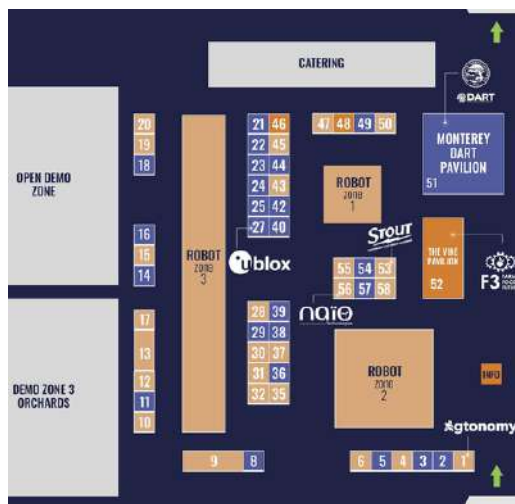 CATERING
@DART
20
19
18
21 46
22 45
23 44
24 43
25 42
27 40
47 48 49 50
MONTEREY
DART
PAVILION
51
OPEN DEMO
ZONE
ROBOT
zone
1
16
15
14
ROBOT
zone
3
ublox
STOUT
THE VINE
PAVILION
52
F3
55 54 53
56 57 58
naïo
Technologies
17
13
12
11
10
28 39
29 38
30 37
31 36
32 35
DEMO ZONE 3
ORCHARDS
ROBOT
zone
2
INFO
Agtonomy
9 8
6 5 4 3 2 1